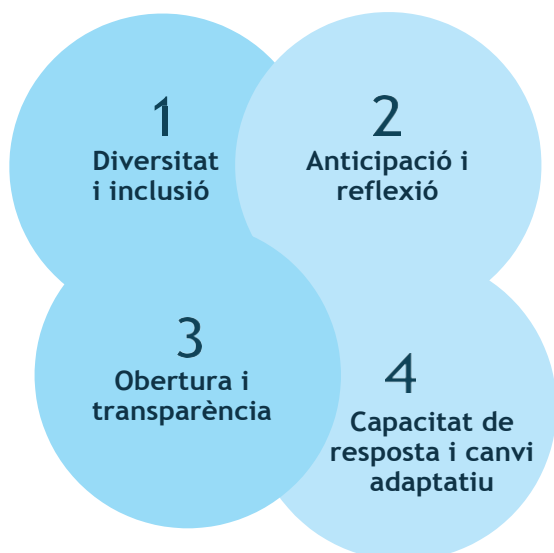 1
Diversitat
i inclusió
2
Anticipació i
reflexió
3
Obertura i
transparència
4
Capacitat de
resposta i canvi
adaptatiu